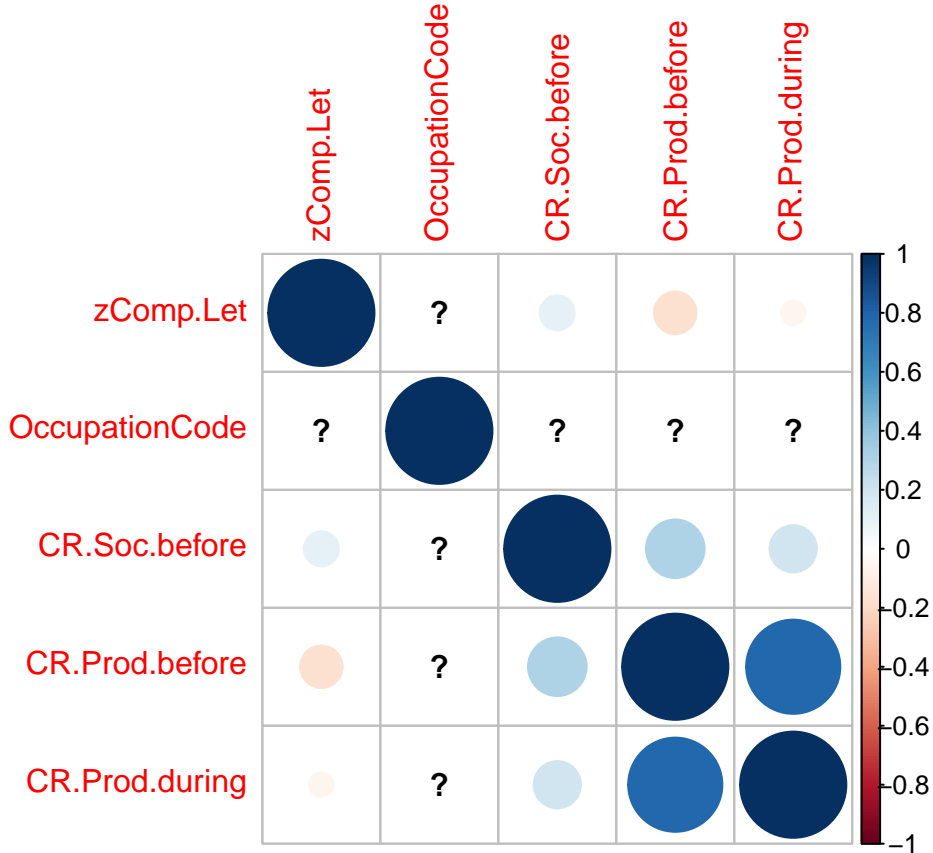 zComp.Let
OccupationCode
CR.Soc.before
CR.Prod.before
CR.Prod.during
zComp.Let ?
OccupationCode ? ? ? ?
CR.Soc.before ?
CR.Prod.before ?
CR.Prod.during ?
1
0.8
0.6
0.4
0.2
0
−0.2
−0.4
−0.6
−0.8
−1